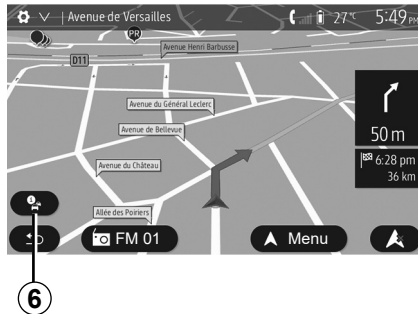 Avenue de Versailles
27°C
5:49 PM
PR
Avenue Henri Barbusse
D11
Avenue du Général Leclerc
50 m
Avenue de Bellevue
6:28 pm
Avenue du Château
36 km
Allée des Poiriers
FM 01
Menu
6